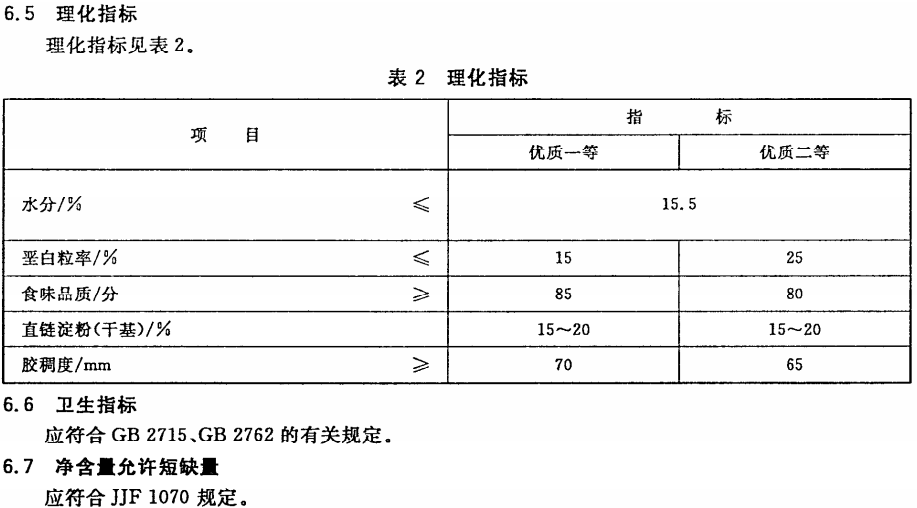 6.5 理化指标
理化指标见表 2。
表 2 理化指标
项 目
指 标
优质一等 优质二等
水分/% ≤ 15.5
垩白粒率/% ≤ 15 25
食味品质/分 ≥ 85 80
直链淀粉(干基)/% 15～20 15～20
胶稠度/mm ≥ 70 65
6.6 卫生指标
应符合 GB 2715、GB 2762 的有关规定。
6.7 净含量允许短缺量
应符合 JJF 1070 规定。